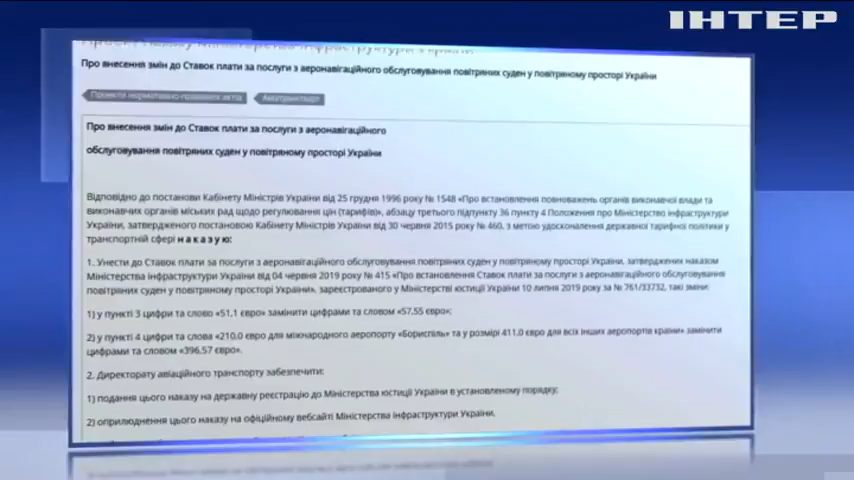 ІНТЕР
Проект наказу Міністерства інфраструктури України
Про внесення змін до Ставок плати за послуги з аеронавігаційного обслуговування повітряних суден у повітряному просторі України
Проекти нормативно-правових актів Авіатранспорт
Про внесення змін до Ставок плати за послуги з аеронавігаційного
обслуговування повітряних суден у повітряному просторі України
Відповідно до постанови Кабінету Міністрів України від 25 грудня 1996 року № 1548 «Про встановлення повноважень органів виконавчої влади та
виконавчих органів міських рад щодо регулювання цін (тарифів)», абзацу третього підпункту 36 пункту 4 Положення про Міністерство інфраструктури
України, затвердженого постановою Кабінету Міністрів України від 30 червня 2015 року № 460, з метою удосконалення державної тарифної політики у
транспортній сфері н а к а з у ю:
1. Унести до Ставок плати за послуги з аеронавігаційного обслуговування повітряних суден у повітряному просторі України, затверджених наказом
Міністерства інфраструктури України від 04 червня 2019 року № 415 «Про встановлення Ставок плати за послуги з аеронавігаційного обслуговування
повітряних суден у повітряному просторі України», зареєстрованого у Міністерстві юстиції України 10 липня 2019 року за № 761/33732, такі зміни:
1) у пункті 3 цифри та слово «51,1 євро» замінити цифрами та словом «57,55 євро»;
2) у пункті 4 цифри та слова «210,0 євро для міжнародного аеропорту «Бориспіль» та у розмірі 411,0 євро для всіх інших аеропортів країни» замінити
цифрами та словом «396,57 євро».
2. Директорату авіаційного транспорту забезпечити:
1) подання цього наказу на державну реєстрацію до Міністерства юстиції України в установленому порядку;
2) оприлюднення цього наказу на офіційному вебсайті Міністерства інфраструктури України.